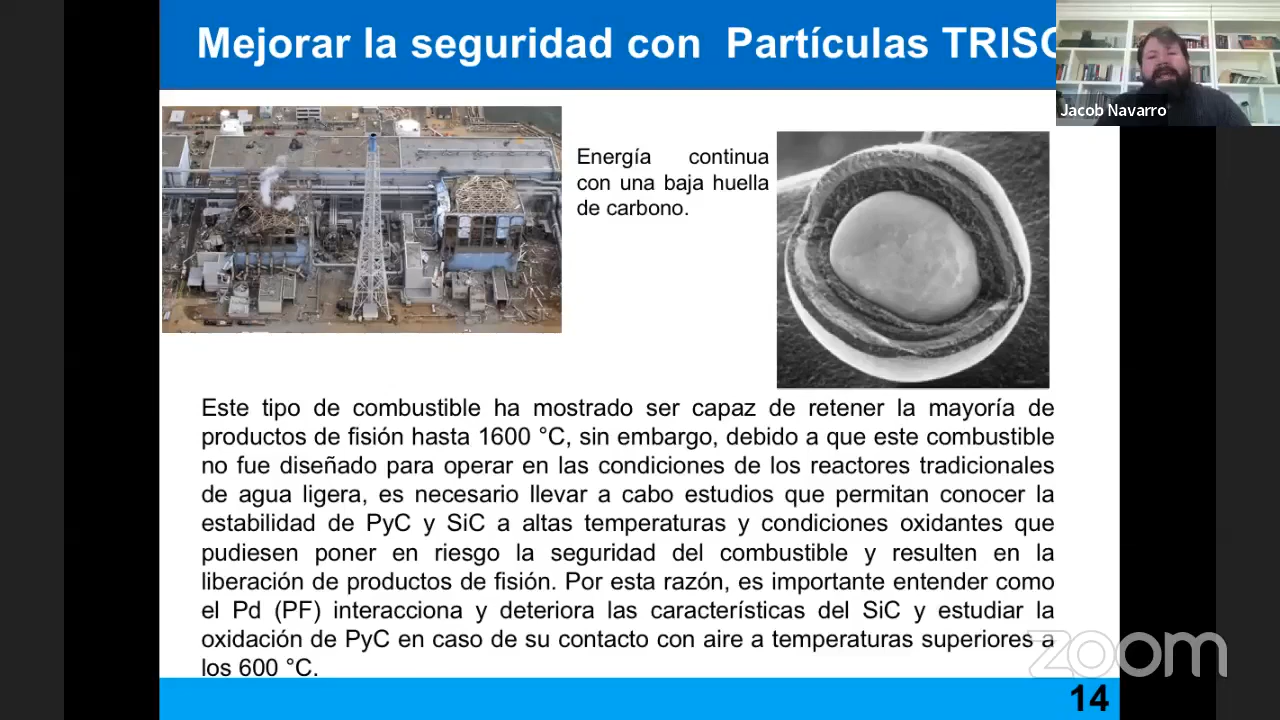 Mejorar la seguridad con Partículas TRISO
Jacob Navarro
Energía continua
con una baja huella
de carbono.
Este tipo de combustible ha mostrado ser capaz de retener la mayoría de
productos de fisión hasta 1600 °C, sin embargo, debido a que este combustible
no fue diseñado para operar en las condiciones de los reactores tradicionales
de agua ligera, es necesario llevar a cabo estudios que permitan conocer la
estabilidad de PyC y SiC a altas temperaturas y condiciones oxidantes que
pudiesen poner en riesgo la seguridad del combustible y resulten en la
liberación de productos de fisión. Por esta razón, es importante entender como
el Pd (PF) interacciona y deteriora las características del SiC y estudiar la
oxidación de PyC en caso de su contacto con aire a temperaturas superiores a
los 600 °C.
zoom
14